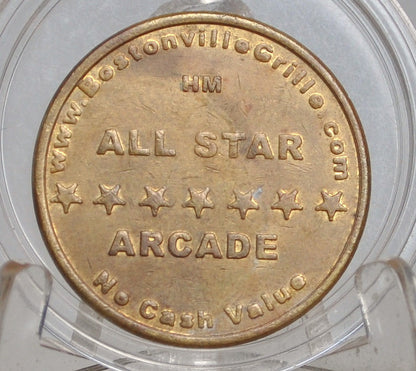 www.BostonvilleGrille.com
HM
ALL STAR
ARCADE
No Cash Value